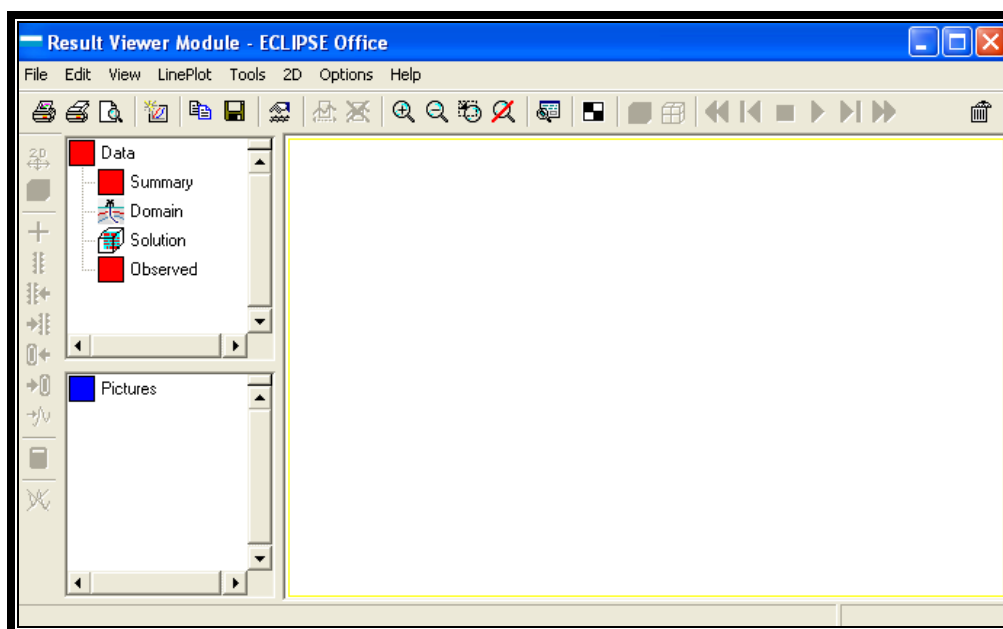 Result Viewer Module - ECLIPSE Office
File Edit View LinePlot Tools 2D Options Help
2D
Data
Summary
Domain
Solution
Observed
Pictures